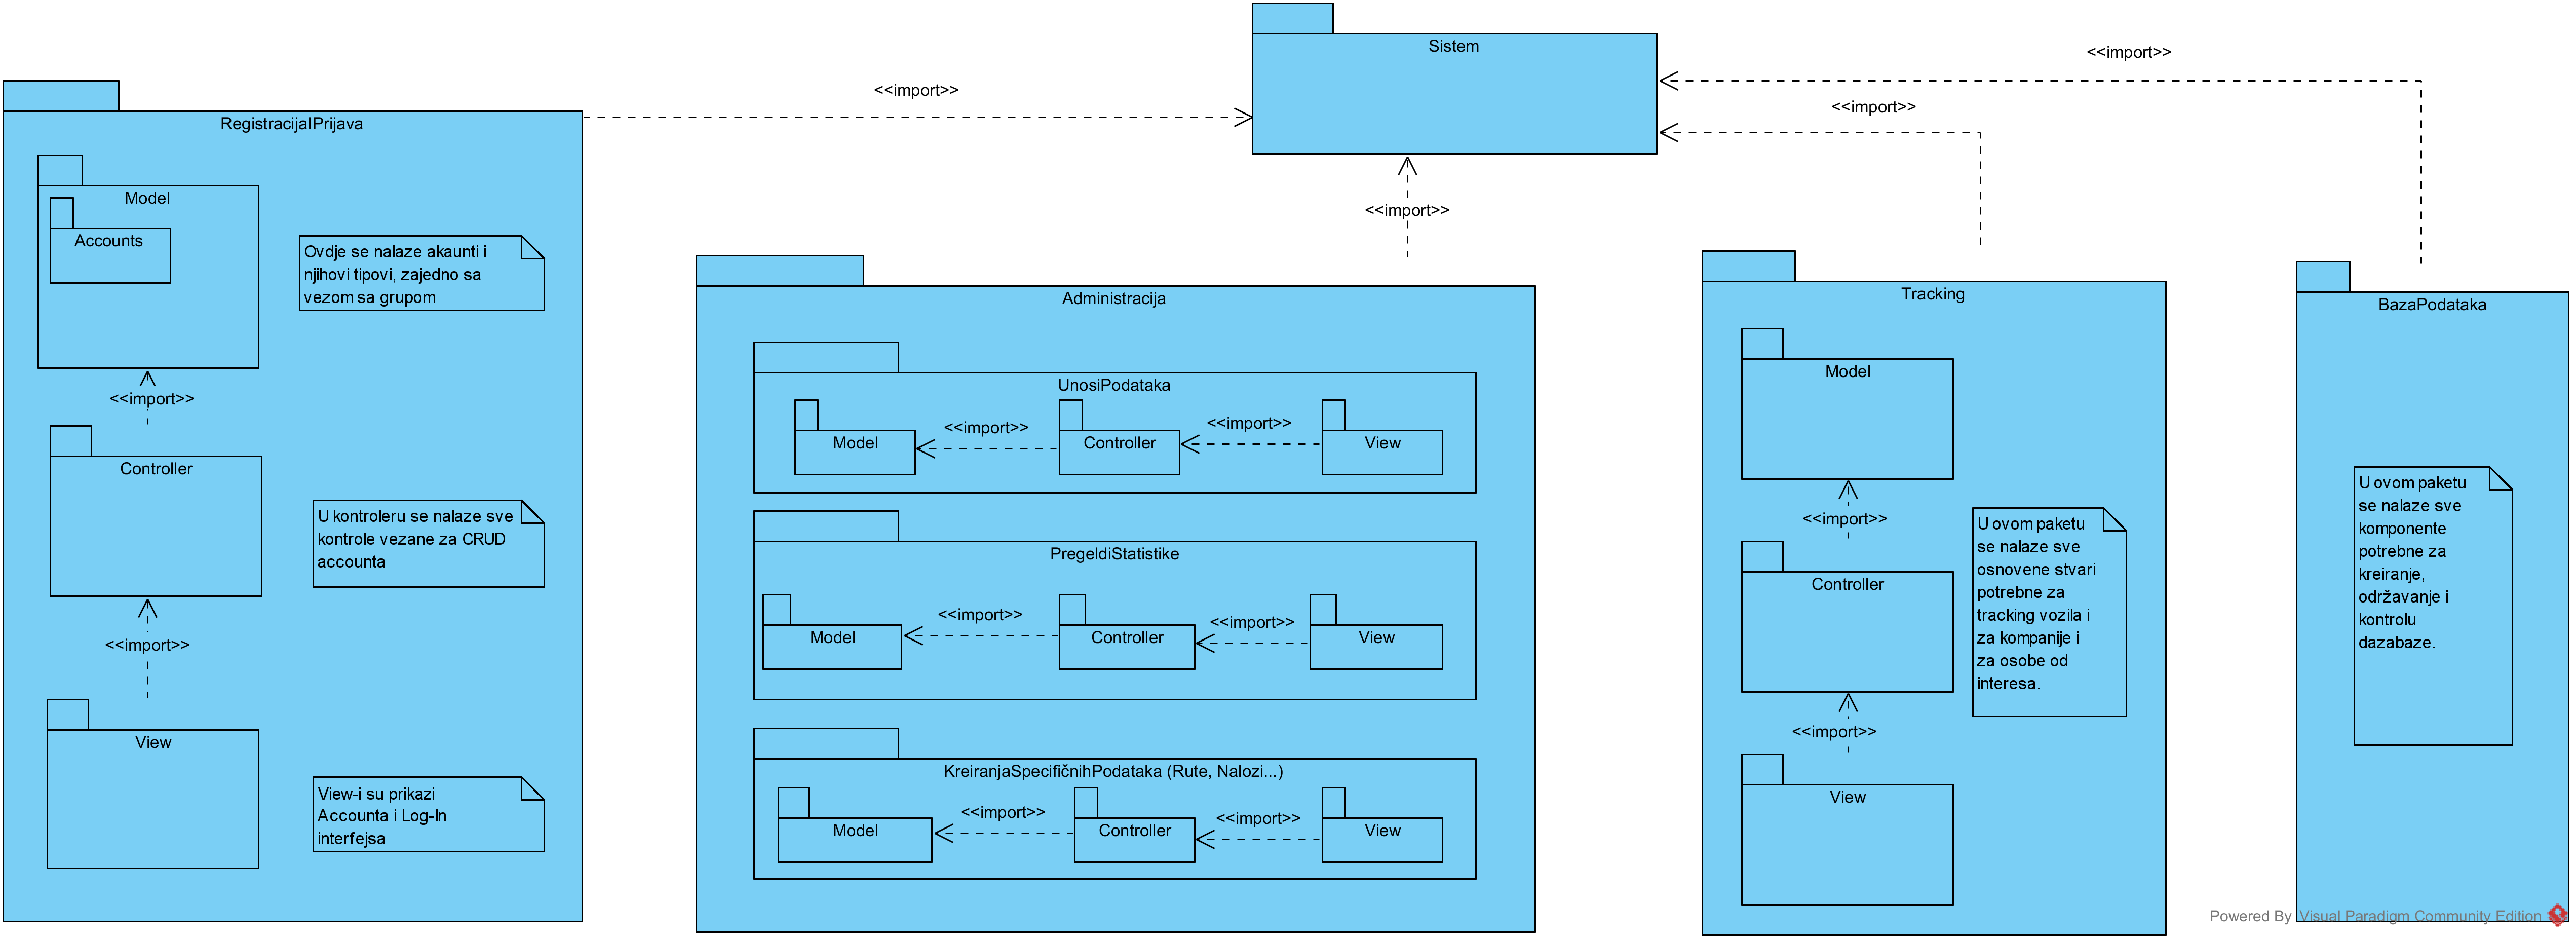 Sistem
<<import>>
<<import>>
<<import>>
<<import>>
RegistracijaIPrijava
Model
Accounts
Ovdje se nalaze akaunti i
njihovi tipovi, zajedno sa
vezom sa grupom
<<import>>
Controller
U kontroleru se nalaze sve
kontrole vezane za CRUD
accounta
<<import>>
View
View-i su prikazi
Accounta i Log-In
interfejsa
Administracija
UnosiPodataka
Model
<<import>>
Controller
<<import>>
View
PregeldiStatistike
Model
<<import>>
Controller
<<import>>
View
KreiranjaSpecifičnihPodataka (Rute, Nalozi...)
Model
<<import>>
Controller
<<import>>
View
Tracking
Model
<<import>>
Controller
<<import>>
View
U ovom paketu
se nalaze sve
osnovene stvari
potrebne za
tracking vozila i
za kompanije i
za osobe od
interesa.
BazaPodataka
U ovom paketu
se nalaze sve
komponente
potrebne za
kreiranje,
održavanje i
kontrolu
dazabaze.
Powered By Visual Paradigm Community Edition